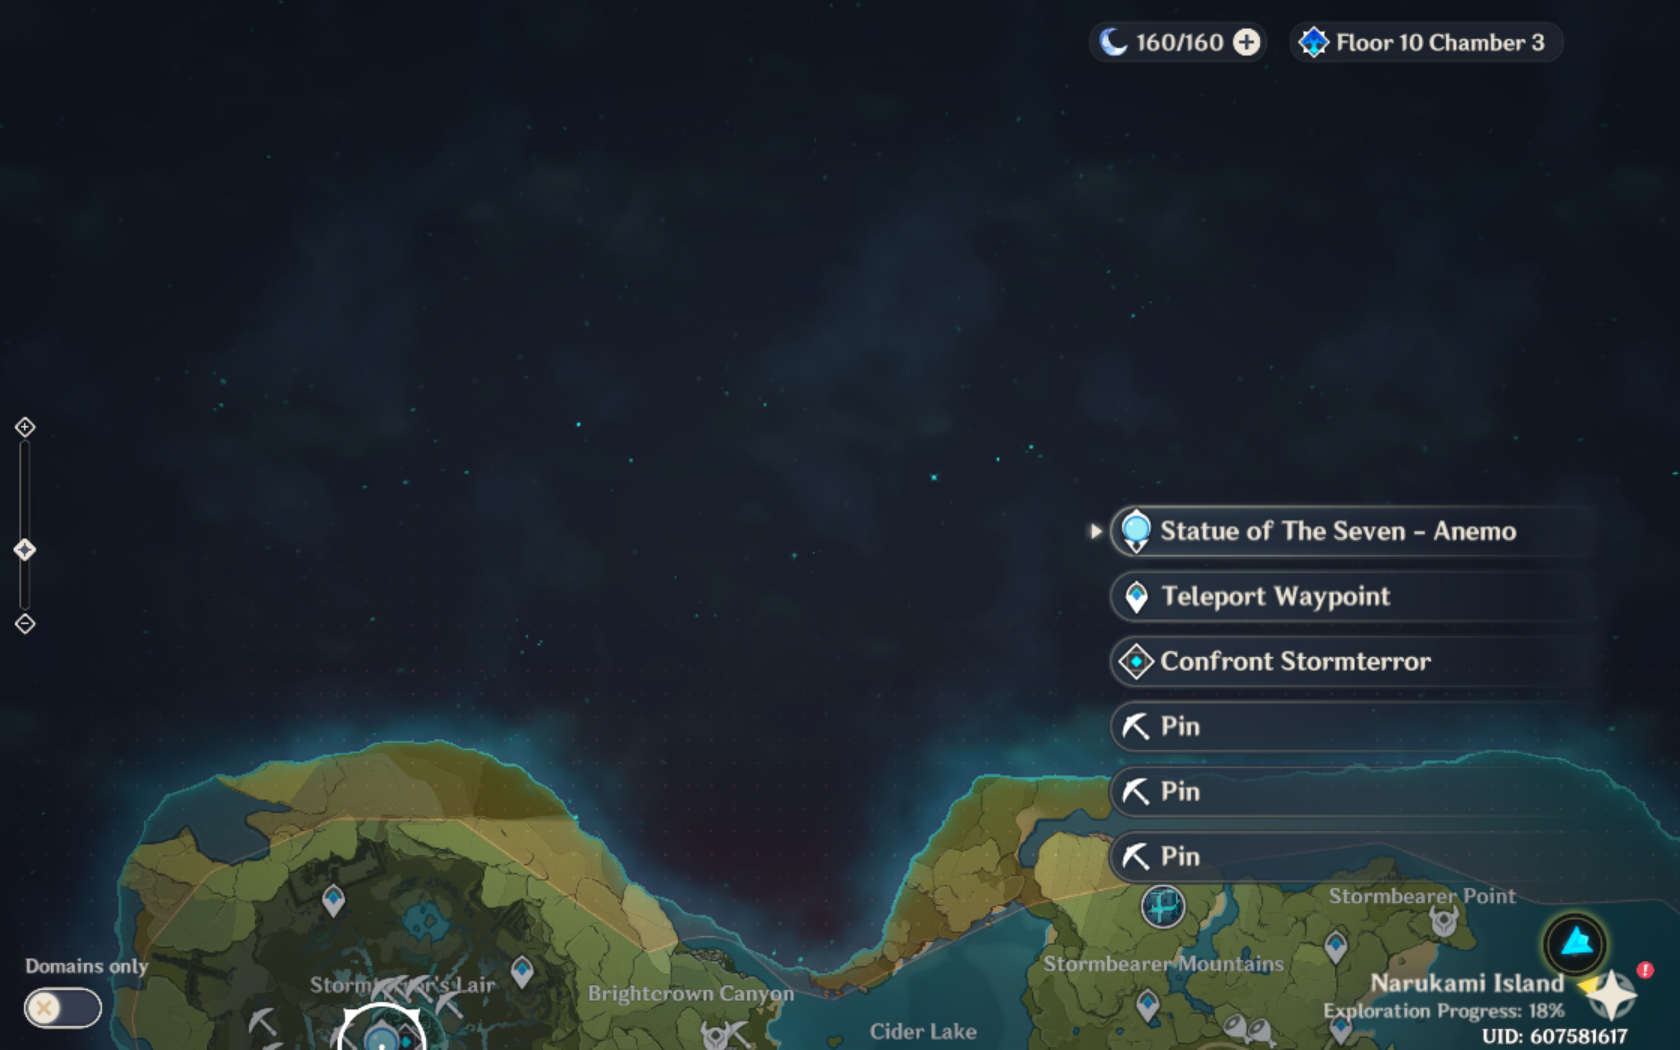 160/160
Floor 10 Chamber 3
Statue of The Seven – Anemo
Teleport Waypoint
Confront Stormterror
Pin
Pin
Pin
Stormbearer Point
Domains only
Stormbearer Mountains
Stormterror's Lair
Brightcrown Canyon
Narukami Island
Exploration Progress: 18%
Cider Lake
UID: 607581617